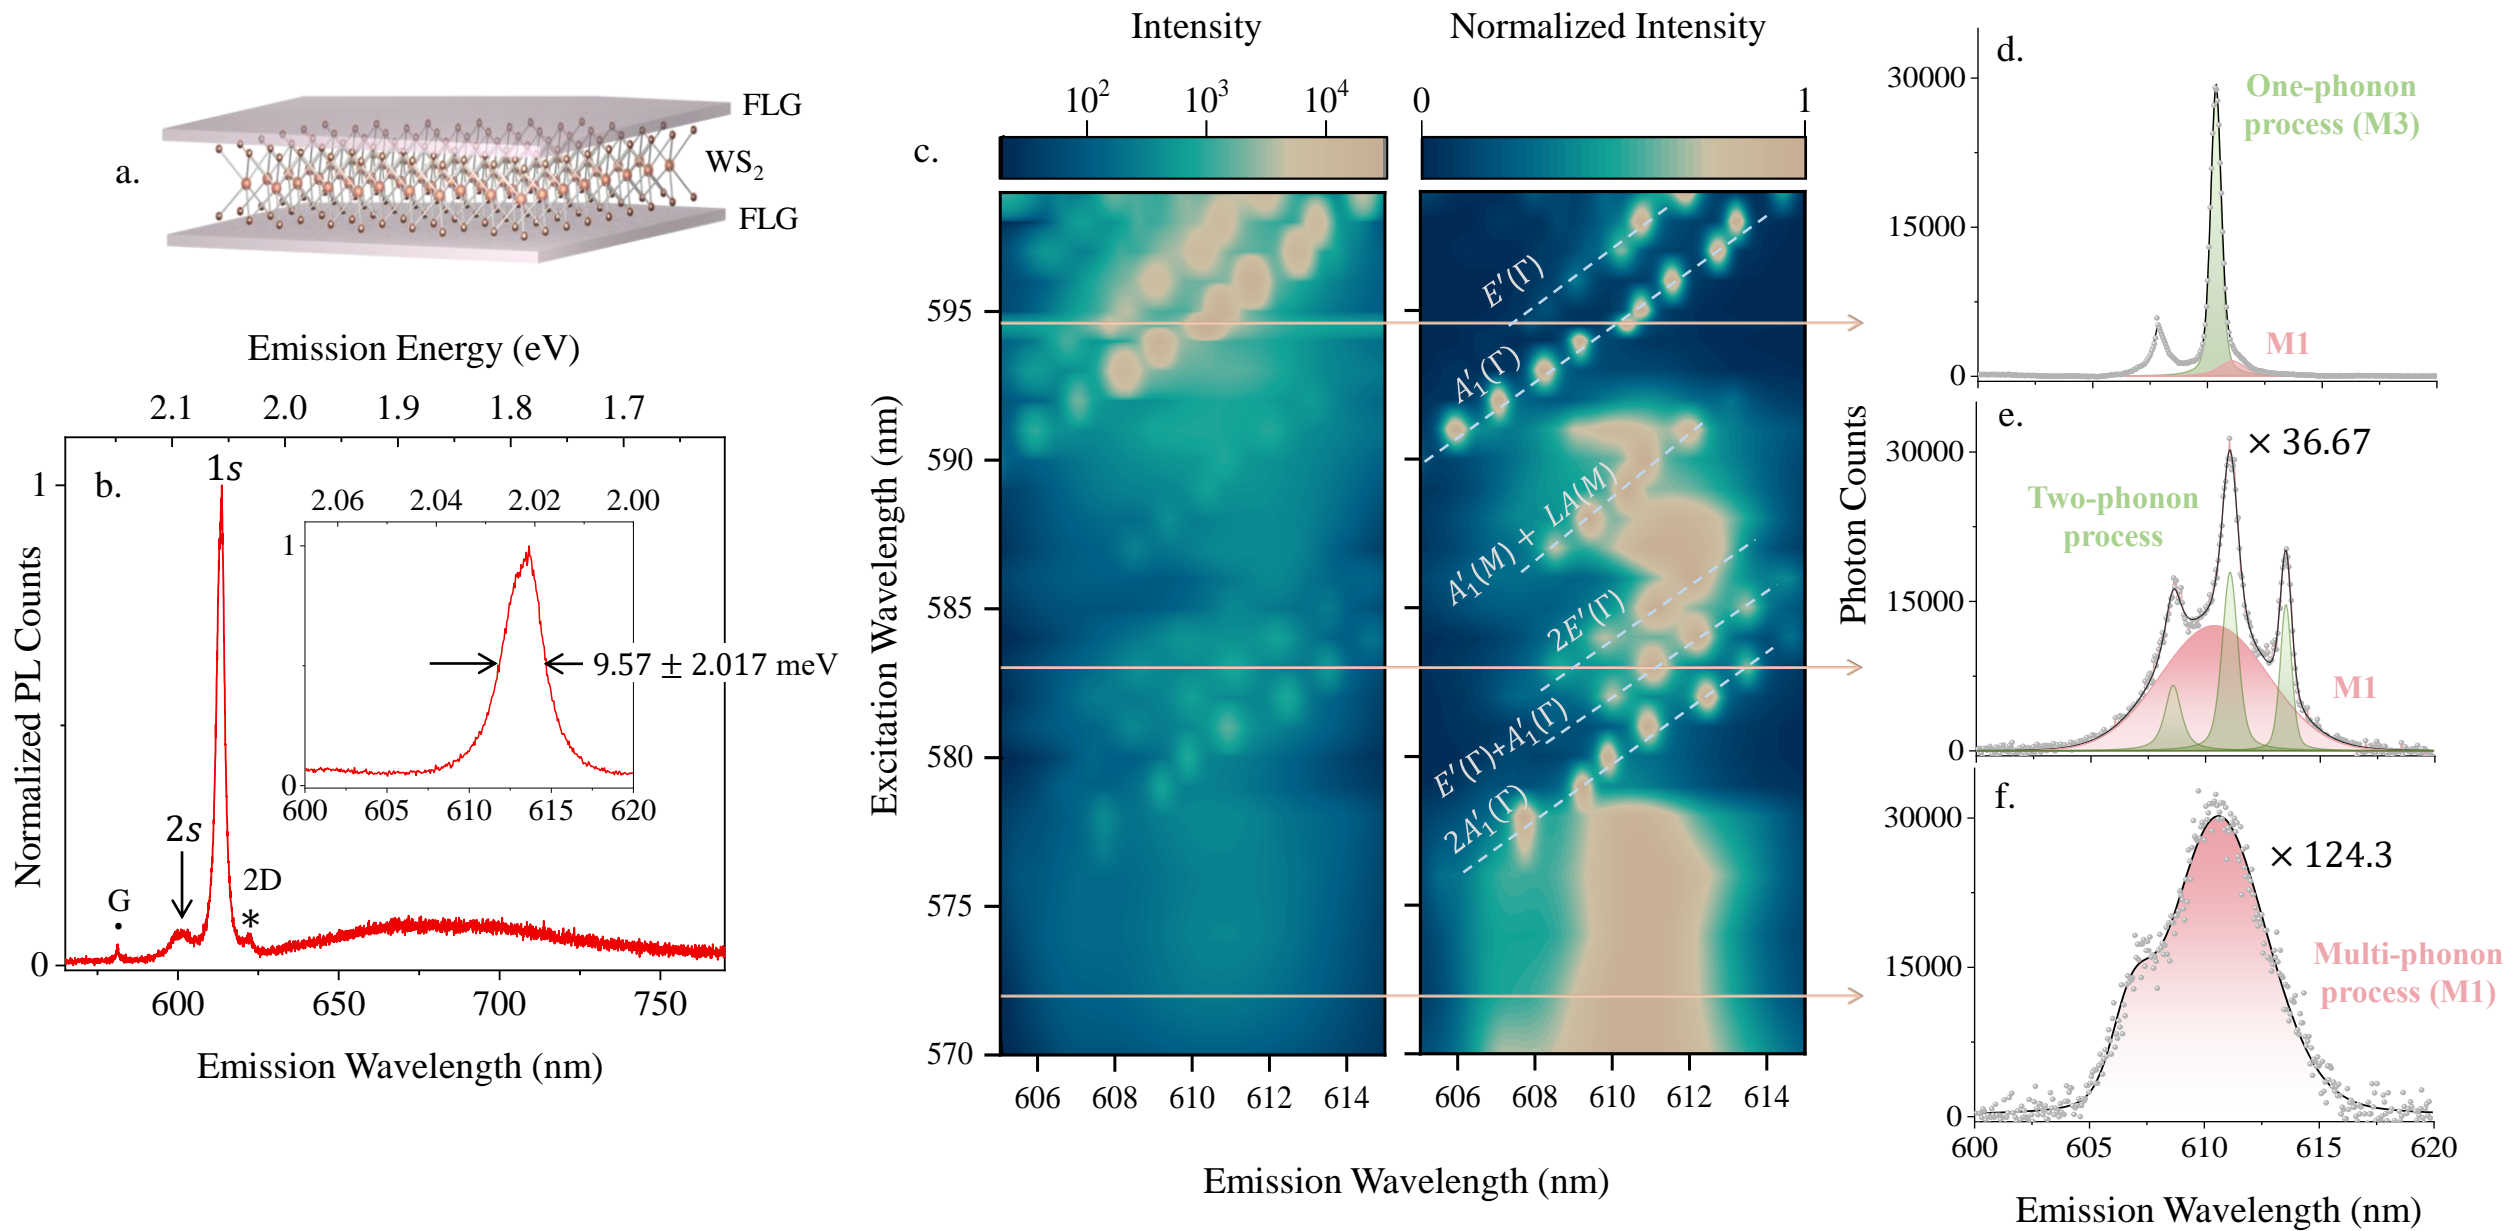 a.
FLG
WS₂
FLG
Emission Energy (eV)
2.1 2.0 1.9 1.8 1.7
b.
1s
2s
G
2D
*
1
0
Normalized PL Counts
600 650 700 750
Emission Wavelength (nm)
2.06 2.04 2.02 2.00
1
0
9.57 ± 2.017 meV
600 605 610 615 620
c.
Intensity
10² 10³ 10⁴
Normalized Intensity
0 1
Excitation Wavelength (nm)
595
590
585
580
575
570
606 608 610 612 614
606 608 610 612 614
Emission Wavelength (nm)
E′(Γ)
A′₁(Γ)
A′₁(M) + LA(M)
2E′(Γ)
E′(Γ)+A′₁(Γ)
2A′₁(Γ)
Photon Counts
d.
30000
15000
0
One-phonon
process (M3)
M1
e.
30000
15000
0
× 36.67
Two-phonon
process
M1
f.
30000
15000
0
× 124.3
Multi-phonon
process (M1)
600 605 610 615 620
Emission Wavelength (nm)